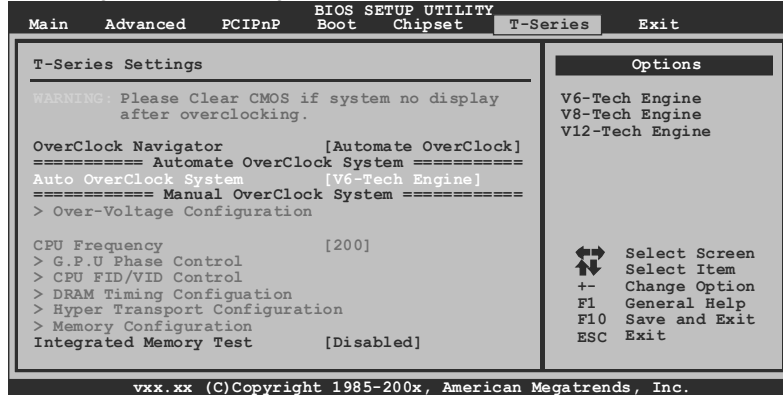 BIOS SETUP UTILITY
Main Advanced PCIPnP Boot Chipset T-Series Exit
T-Series Settings
WARNING: Please Clear CMOS if system no display
after overclocking.
OverClock Navigator [Automate OverClock]
=========== Automate OverClock System ===========
Auto OverClock System [V6-Tech Engine]
============ Manual OverClock System ============
> Over-Voltage Configuration
CPU Frequency [200]
> G.P.U Phase Control
> CPU FID/VID Control
> DRAM Timing Configuation
> Hyper Transport Configuration
> Memory Configuration
Integrated Memory Test [Disabled]
Options
V6-Tech Engine
V8-Tech Engine
V12-Tech Engine
Select Screen
Select Item
+- Change Option
F1 General Help
F10 Save and Exit
ESC Exit
vxx.xx (C)Copyright 1985-200x, American Megatrends, Inc.